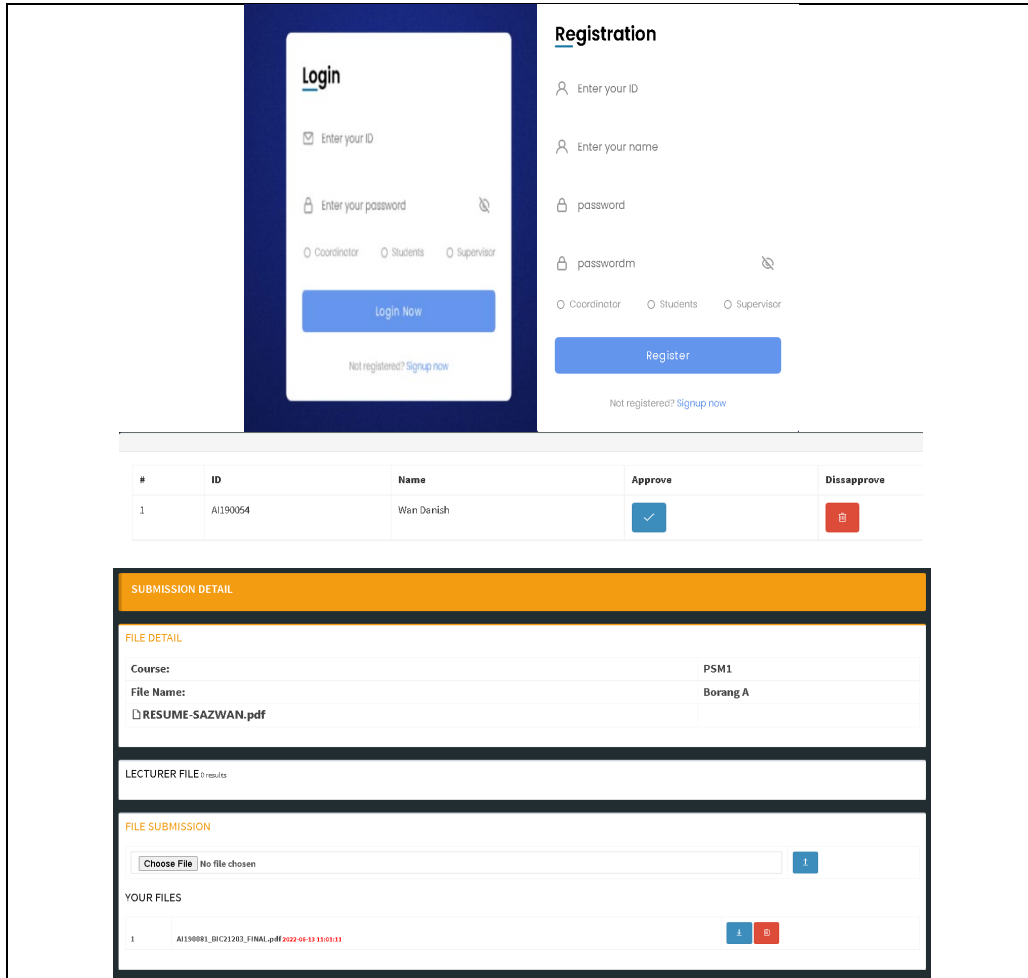 Login
Enter your ID
Enter your password
Coordinator Students Supervisor
Login Now
Not registered? Signup now
Registration
Enter your ID
Enter your name
password
passwordm
Coordinator Students Supervisor
Register
Not registered? Signup now
# ID Name Approve Dissapprove
1 AI190054 Wan Danish
SUBMISSION DETAIL
FILE DETAIL
Course: PSM1
File Name: Borang A
RESUME-SAZWAN.pdf
LECTURER FILE 0 results
FILE SUBMISSION
Choose File No file chosen
YOUR FILES
1 AI190081_BIC21203_FINAL.pdf 2022-06-13 15:03:11